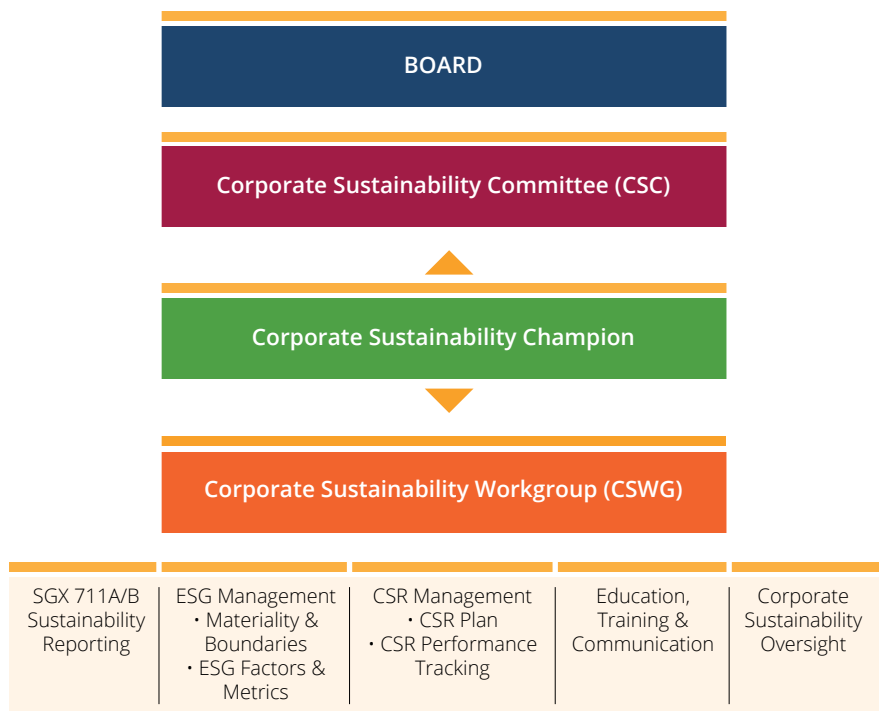 BOARD
Corporate Sustainability Committee (CSC)
Corporate Sustainability Champion
Corporate Sustainability Workgroup (CSWG)
SGX 711A/B
Sustainability
Reporting
ESG Management
• Materiality &
Boundaries
• ESG Factors &
Metrics
CSR Management
• CSR Plan
• CSR Performance
Tracking
Education,
Training &
Communication
Corporate
Sustainability
Oversight